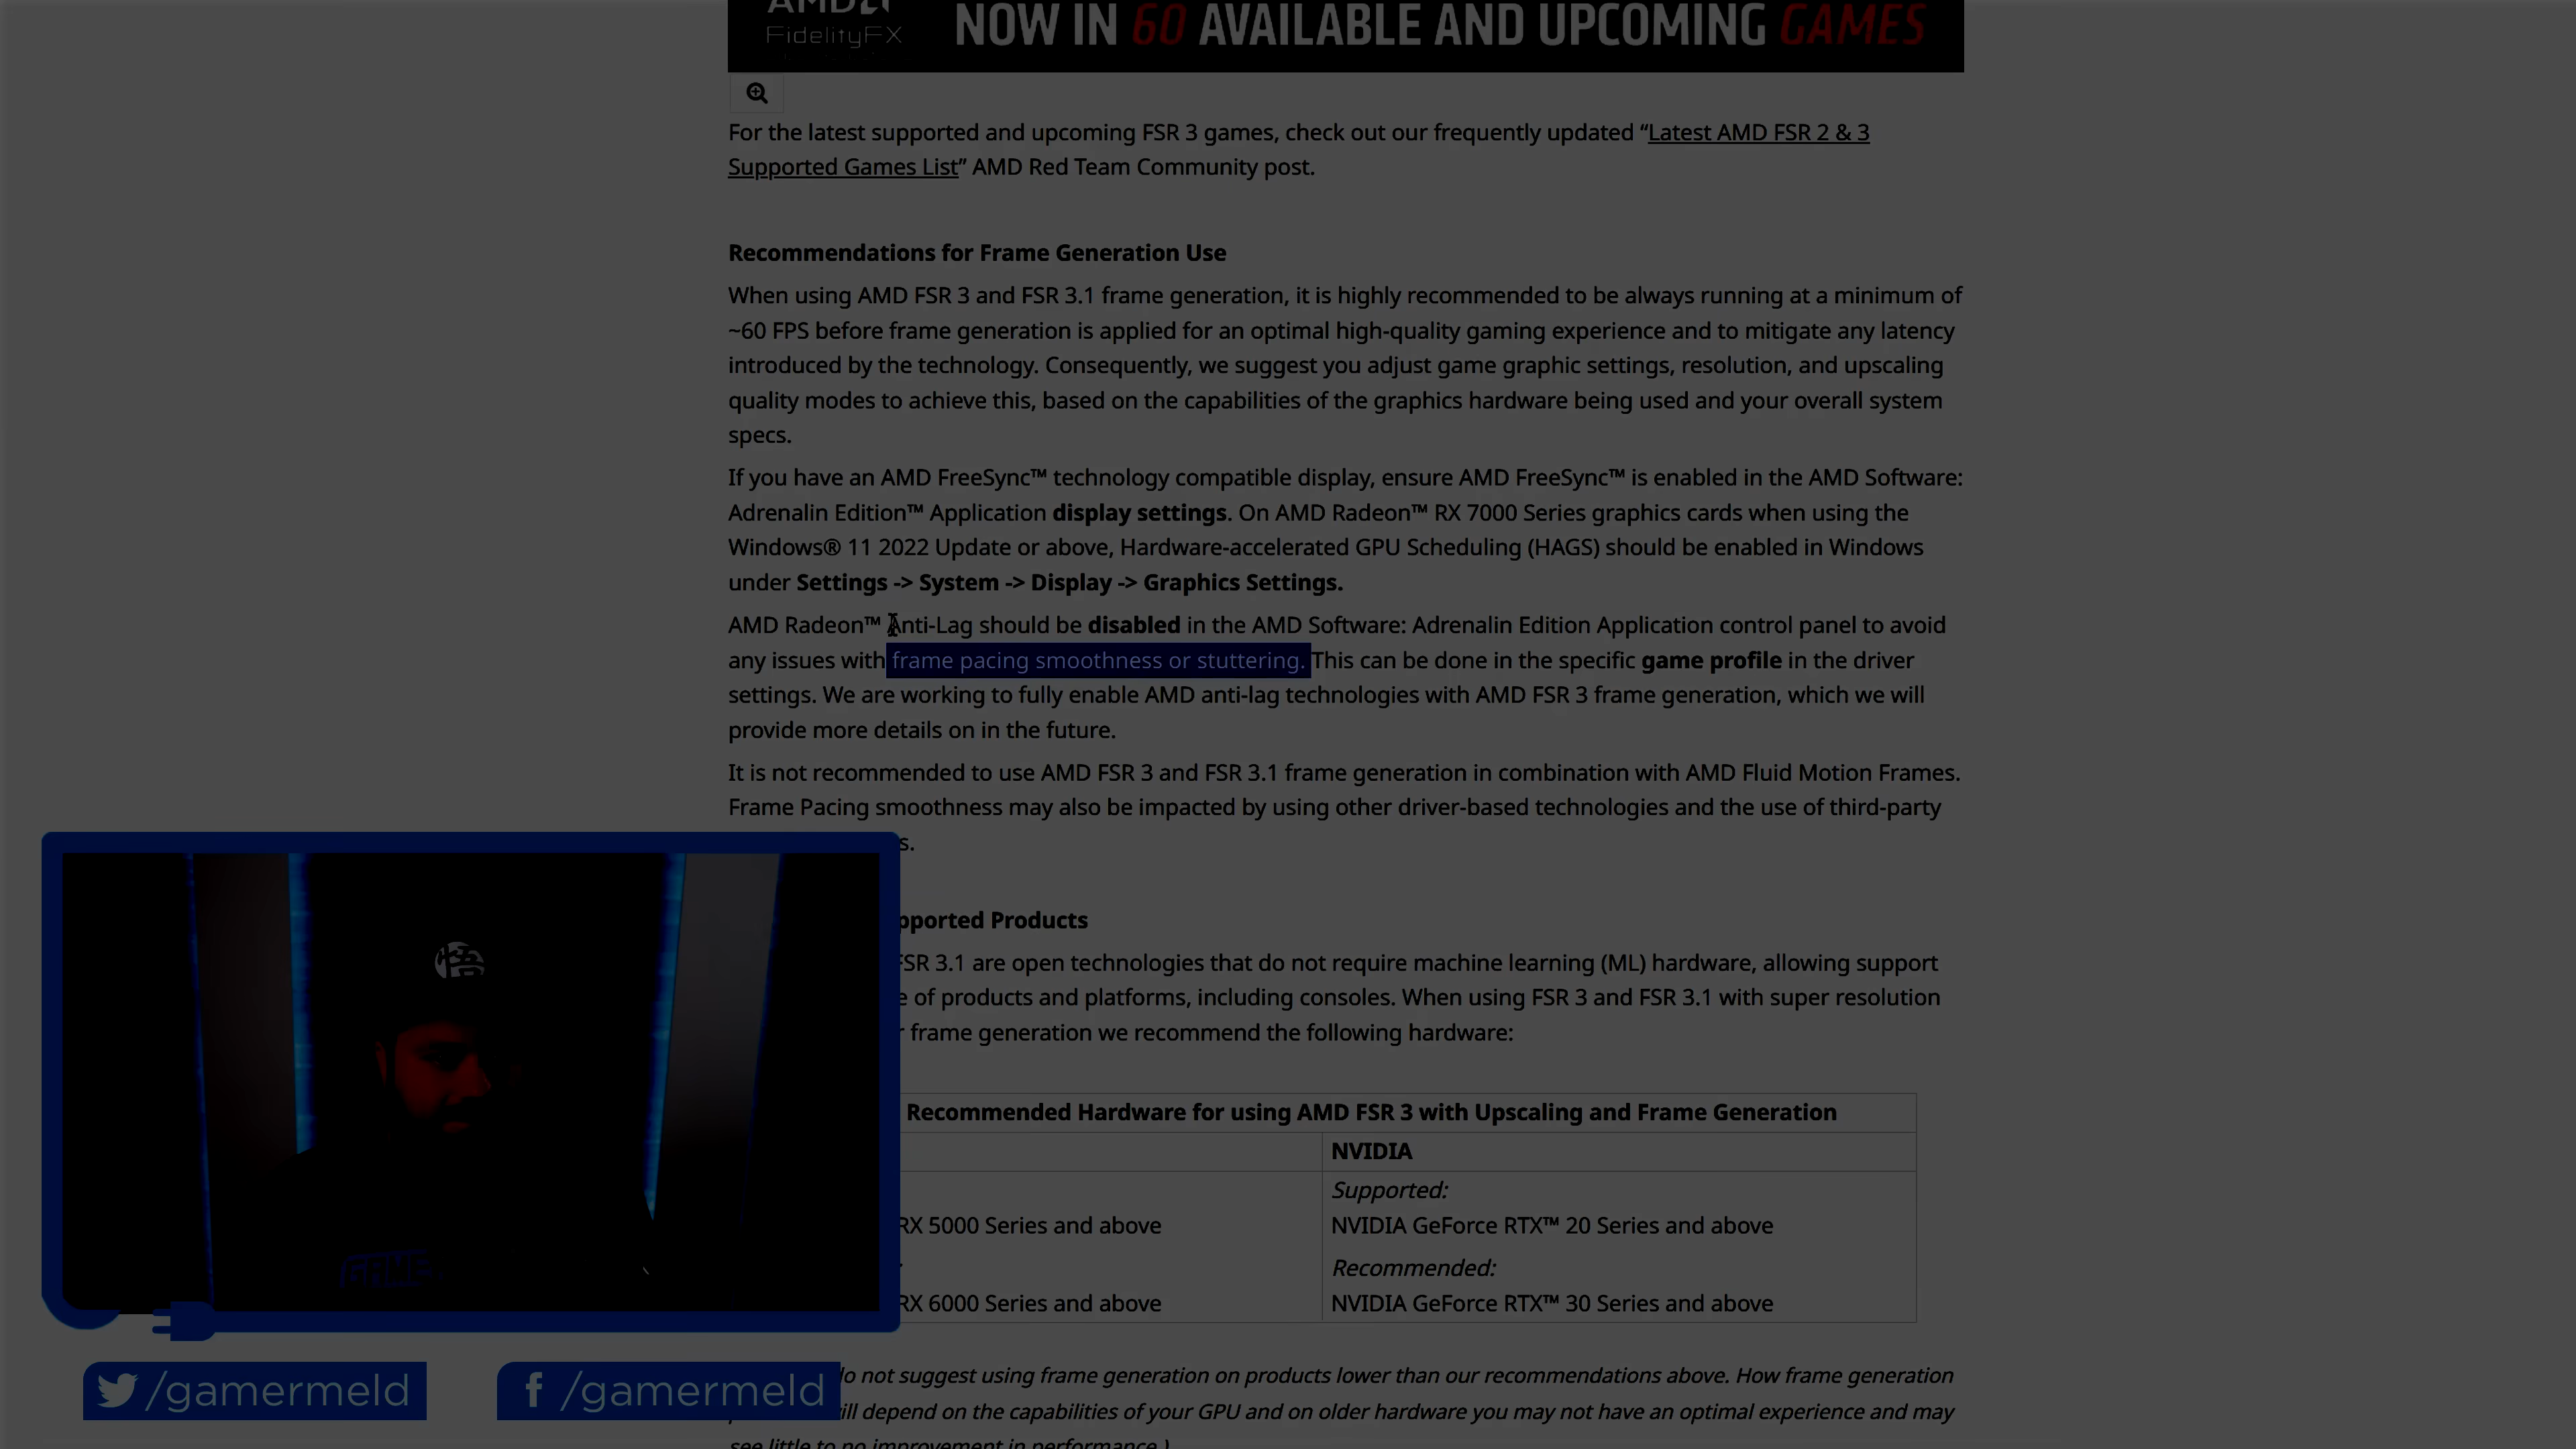 AMD
FidelityFX
NOW IN 60 AVAILABLE AND UPCOMING GAMES
For the latest supported and upcoming FSR 3 games, check out our frequently updated “Latest AMD FSR 2 & 3
Supported Games List” AMD Red Team Community post.
Recommendations for Frame Generation Use
When using AMD FSR 3 and FSR 3.1 frame generation, it is highly recommended to be always running at a minimum of
~60 FPS before frame generation is applied for an optimal high-quality gaming experience and to mitigate any latency
introduced by the technology. Consequently, we suggest you adjust game graphic settings, resolution, and upscaling
quality modes to achieve this, based on the capabilities of the graphics hardware being used and your overall system
specs.
If you have an AMD FreeSync™ technology compatible display, ensure AMD FreeSync™ is enabled in the AMD Software:
Adrenalin Edition™ Application display settings. On AMD Radeon™ RX 7000 Series graphics cards when using the
Windows® 11 2022 Update or above, Hardware-accelerated GPU Scheduling (HAGS) should be enabled in Windows
under Settings -> System -> Display -> Graphics Settings.
AMD Radeon™ Anti-Lag should be disabled in the AMD Software: Adrenalin Edition Application control panel to avoid
any issues with frame pacing smoothness or stuttering. This can be done in the specific game profile in the driver
settings. We are working to fully enable AMD anti-lag technologies with AMD FSR 3 frame generation, which we will
provide more details on in the future.
It is not recommended to use AMD FSR 3 and FSR 3.1 frame generation in combination with AMD Fluid Motion Frames.
Frame Pacing smoothness may also be impacted by using other driver-based technologies and the use of third-party
s.
pported Products
FSR 3.1 are open technologies that do not require machine learning (ML) hardware, allowing support
e of products and platforms, including consoles. When using FSR 3 and FSR 3.1 with super resolution
r frame generation we recommend the following hardware:
Recommended Hardware for using AMD FSR 3 with Upscaling and Frame Generation
NVIDIA
Supported:
RX 5000 Series and above
NVIDIA GeForce RTX™ 20 Series and above
Recommended:
RX 6000 Series and above
NVIDIA GeForce RTX™ 30 Series and above
do not suggest using frame generation on products lower than our recommendations above. How frame generation
ill depend on the capabilities of your GPU and on older hardware you may not have an optimal experience and may
see little to no improvement in performance.)
悟
GAME
/gamermeld
/gamermeld